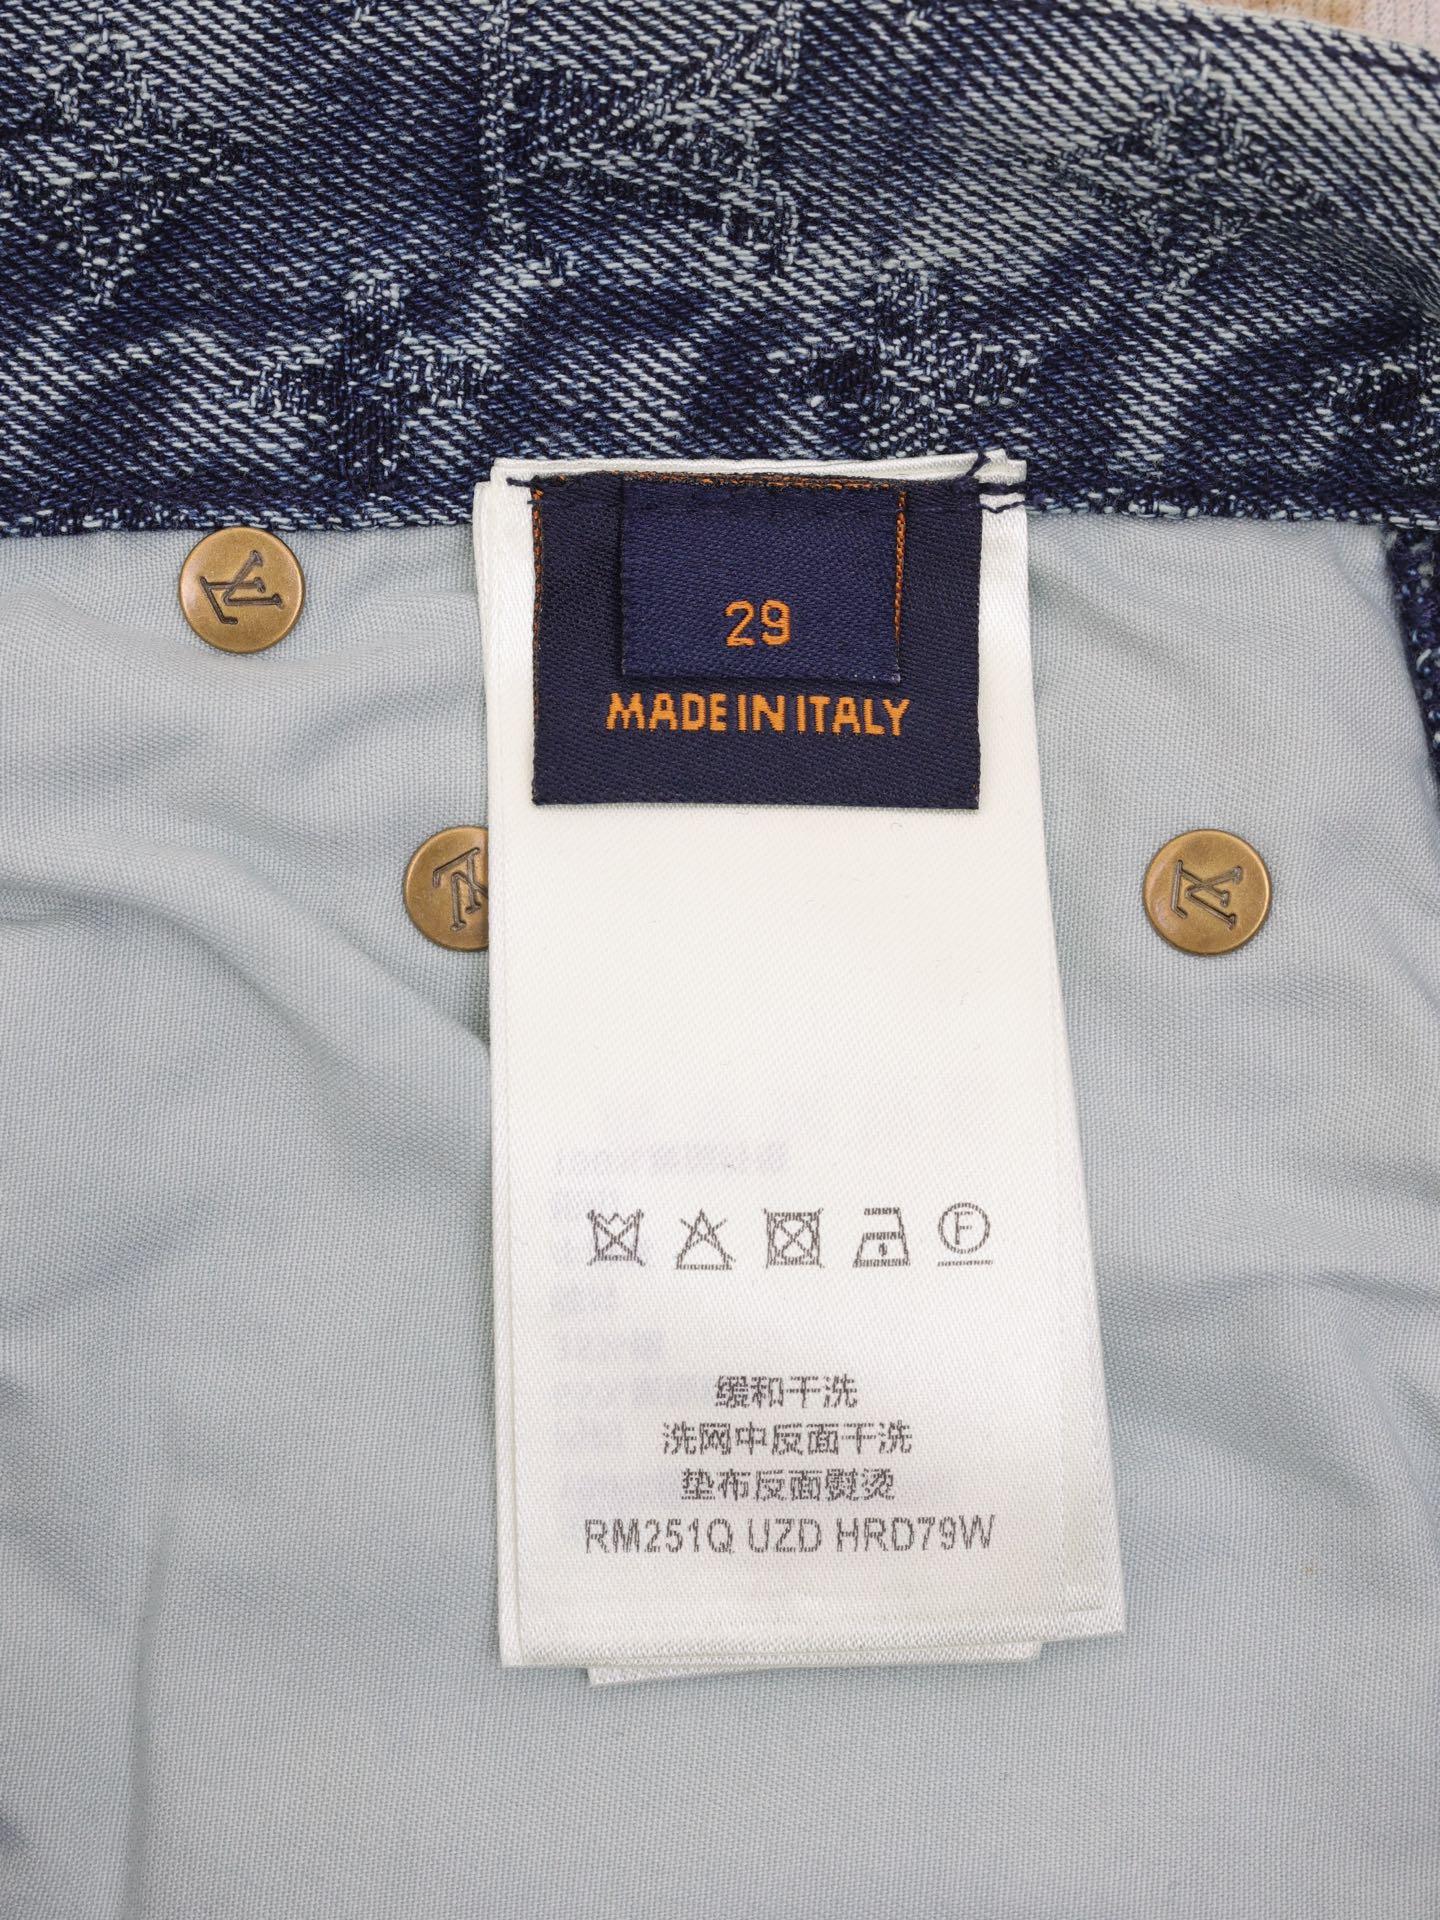 29
MADE IN ITALY
缓和干洗
洗网中反面干洗
垫布反面熨烫
RM251Q UZD HRD79W